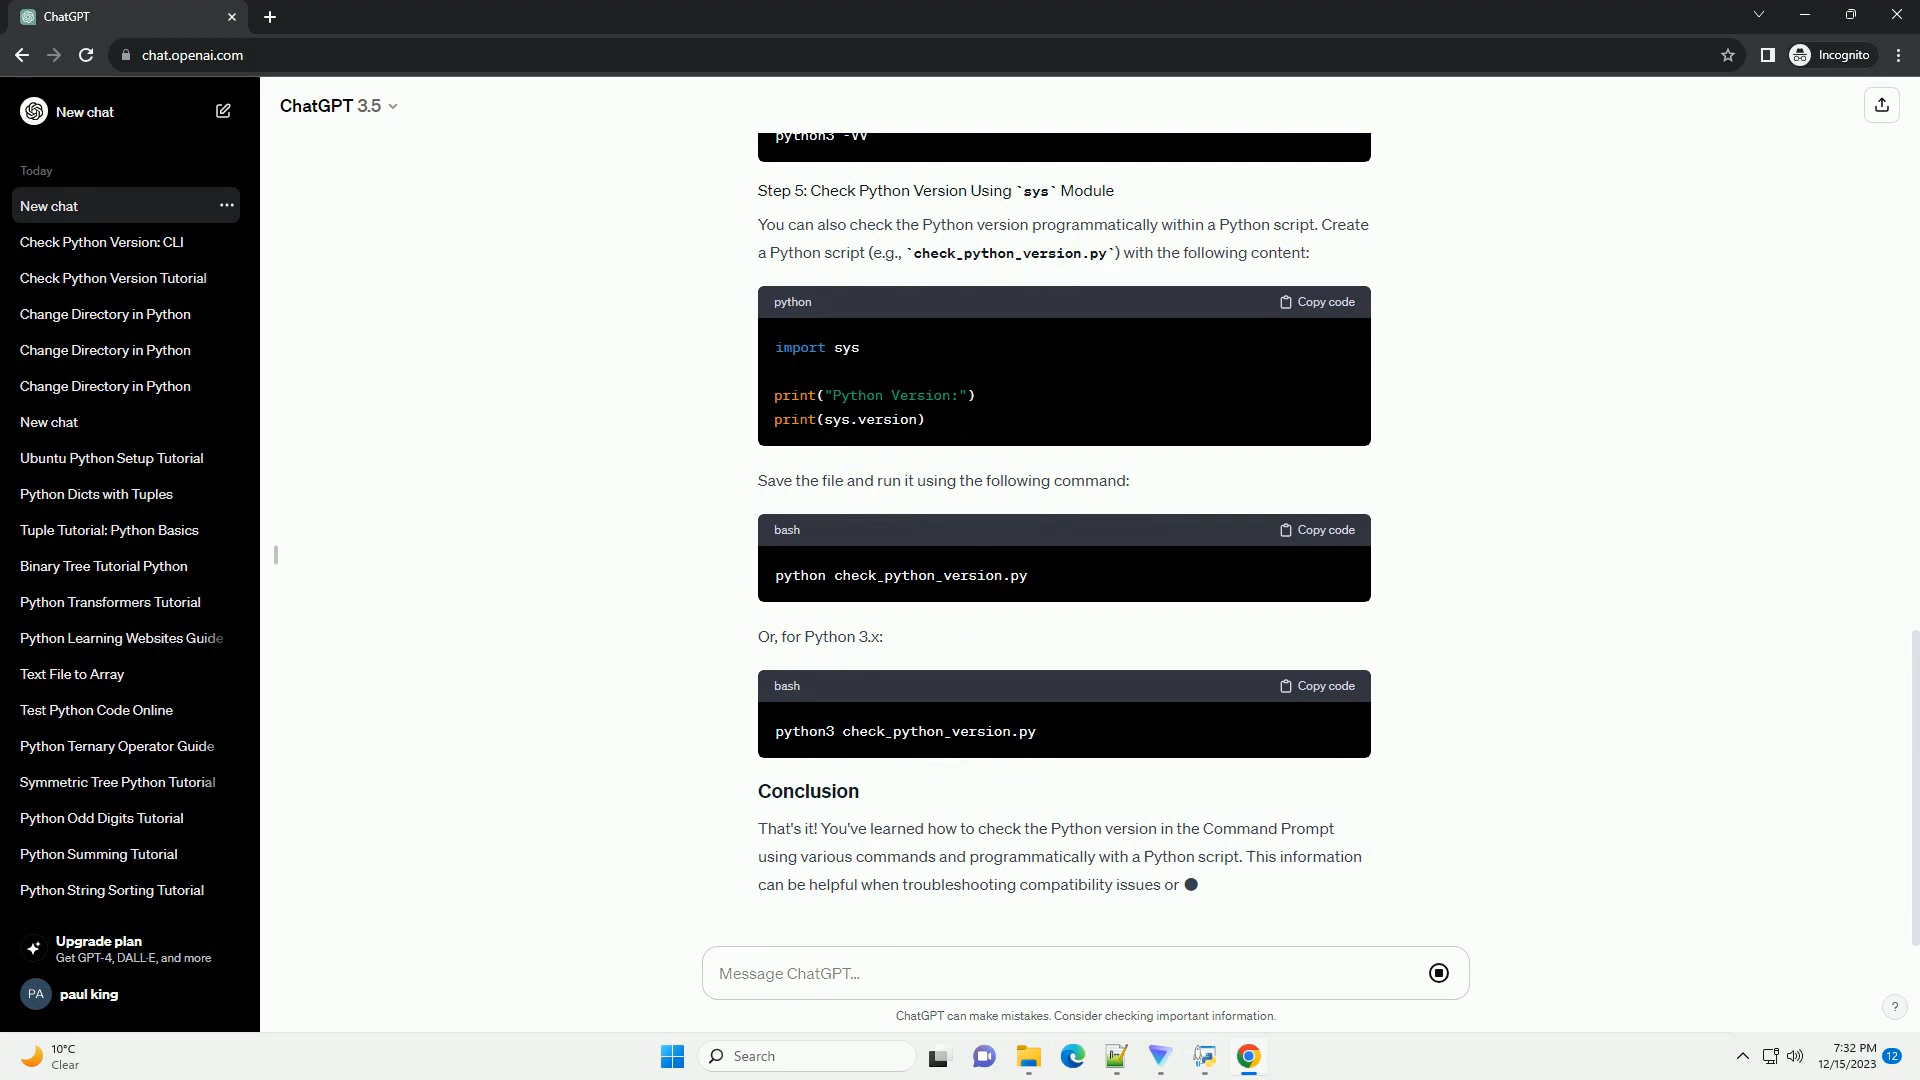 ChatGPT
chat.openai.com
Incognito
New chat
Today
New chat
Check Python Version: CLI
Check Python Version Tutorial
Change Directory in Python
Change Directory in Python
Change Directory in Python
New chat
Ubuntu Python Setup Tutorial
Python Dicts with Tuples
Tuple Tutorial: Python Basics
Binary Tree Tutorial Python
Python Transformers Tutorial
Python Learning Websites Guide
Text File to Array
Test Python Code Online
Python Ternary Operator Guide
Symmetric Tree Python Tutorial
Python Odd Digits Tutorial
Python Summing Tutorial
Python String Sorting Tutorial
Upgrade plan
Get GPT-4, DALL·E, and more
PA paul king
ChatGPT 3.5
python3 -VV
Step 5: Check Python Version Using `sys` Module
You can also check the Python version programmatically within a Python script. Create
a Python script (e.g., `check_python_version.py`) with the following content:
python Copy code
import sys
print("Python Version:")
print(sys.version)
Save the file and run it using the following command:
bash Copy code
python check_python_version.py
Or, for Python 3.x:
bash Copy code
python3 check_python_version.py
Conclusion
That's it! You've learned how to check the Python version in the Command Prompt
using various commands and programmatically with a Python script. This information
can be helpful when troubleshooting compatibility issues or
Message ChatGPT...
ChatGPT can make mistakes. Consider checking important information.
?
10°C
Clear
Search
7:32 PM
12/15/2023
12